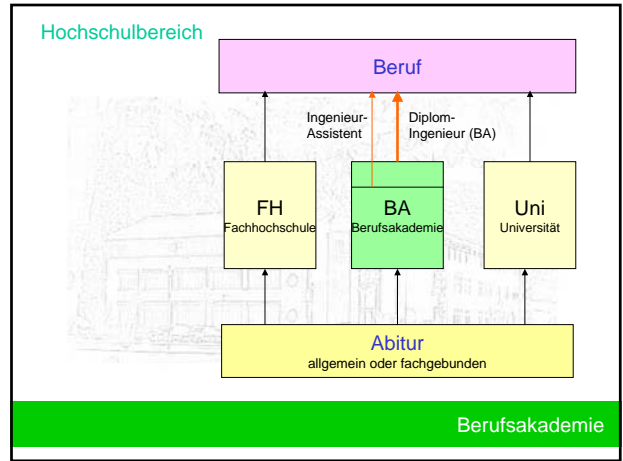 Hochschulbereich
Beruf
Ingenieur-
Assistent
Diplom-
Ingenieur (BA)
FH
Fachhochschule
BA
Berufsakademie
Uni
Universität
Abitur
allgemein oder fachgebunden
Berufsakademie